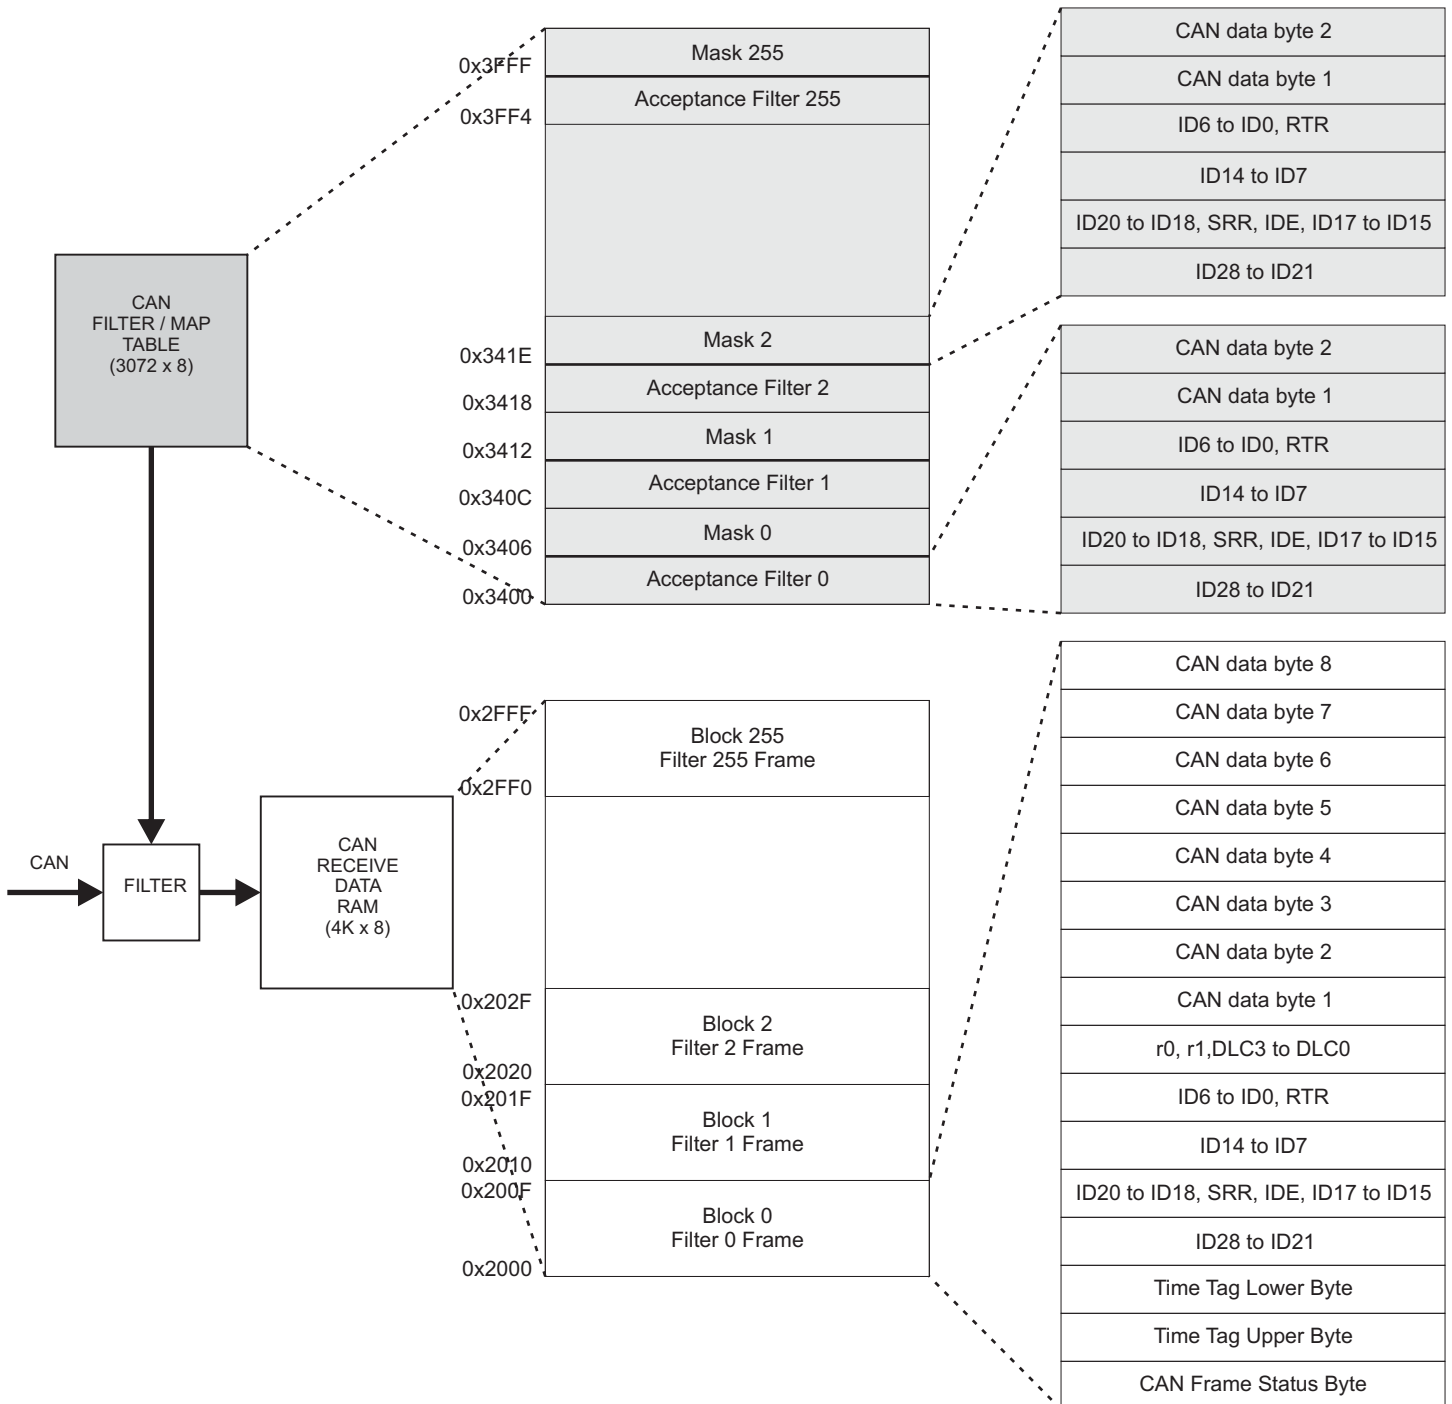 CAN
FILTER / MAP
TABLE
(3072 x 8)
CAN
FILTER
CAN
RECEIVE
DATA
RAM
(4K x 8)
0x3FFF
Mask 255
0x3FF4
Acceptance Filter 255
Mask 2
0x341E
Acceptance Filter 2
0x3418
Mask 1
0x3412
Acceptance Filter 1
0x340C
Mask 0
0x3406
Acceptance Filter 0
0x3400
CAN data byte 2
CAN data byte 1
ID6 to ID0, RTR
ID14 to ID7
ID20 to ID18, SRR, IDE, ID17 to ID15
ID28 to ID21
CAN data byte 2
CAN data byte 1
ID6 to ID0, RTR
ID14 to ID7
ID20 to ID18, SRR, IDE, ID17 to ID15
ID28 to ID21
0x2FFF
Block 255
Filter 255 Frame
0x2FF0
0x202F
Block 2
Filter 2 Frame
0x2020
0x201F
Block 1
Filter 1 Frame
0x2010
0x200F
Block 0
Filter 0 Frame
0x2000
CAN data byte 8
CAN data byte 7
CAN data byte 6
CAN data byte 5
CAN data byte 4
CAN data byte 3
CAN data byte 2
CAN data byte 1
r0, r1,DLC3 to DLC0
ID6 to ID0, RTR
ID14 to ID7
ID20 to ID18, SRR, IDE, ID17 to ID15
ID28 to ID21
Time Tag Lower Byte
Time Tag Upper Byte
CAN Frame Status Byte